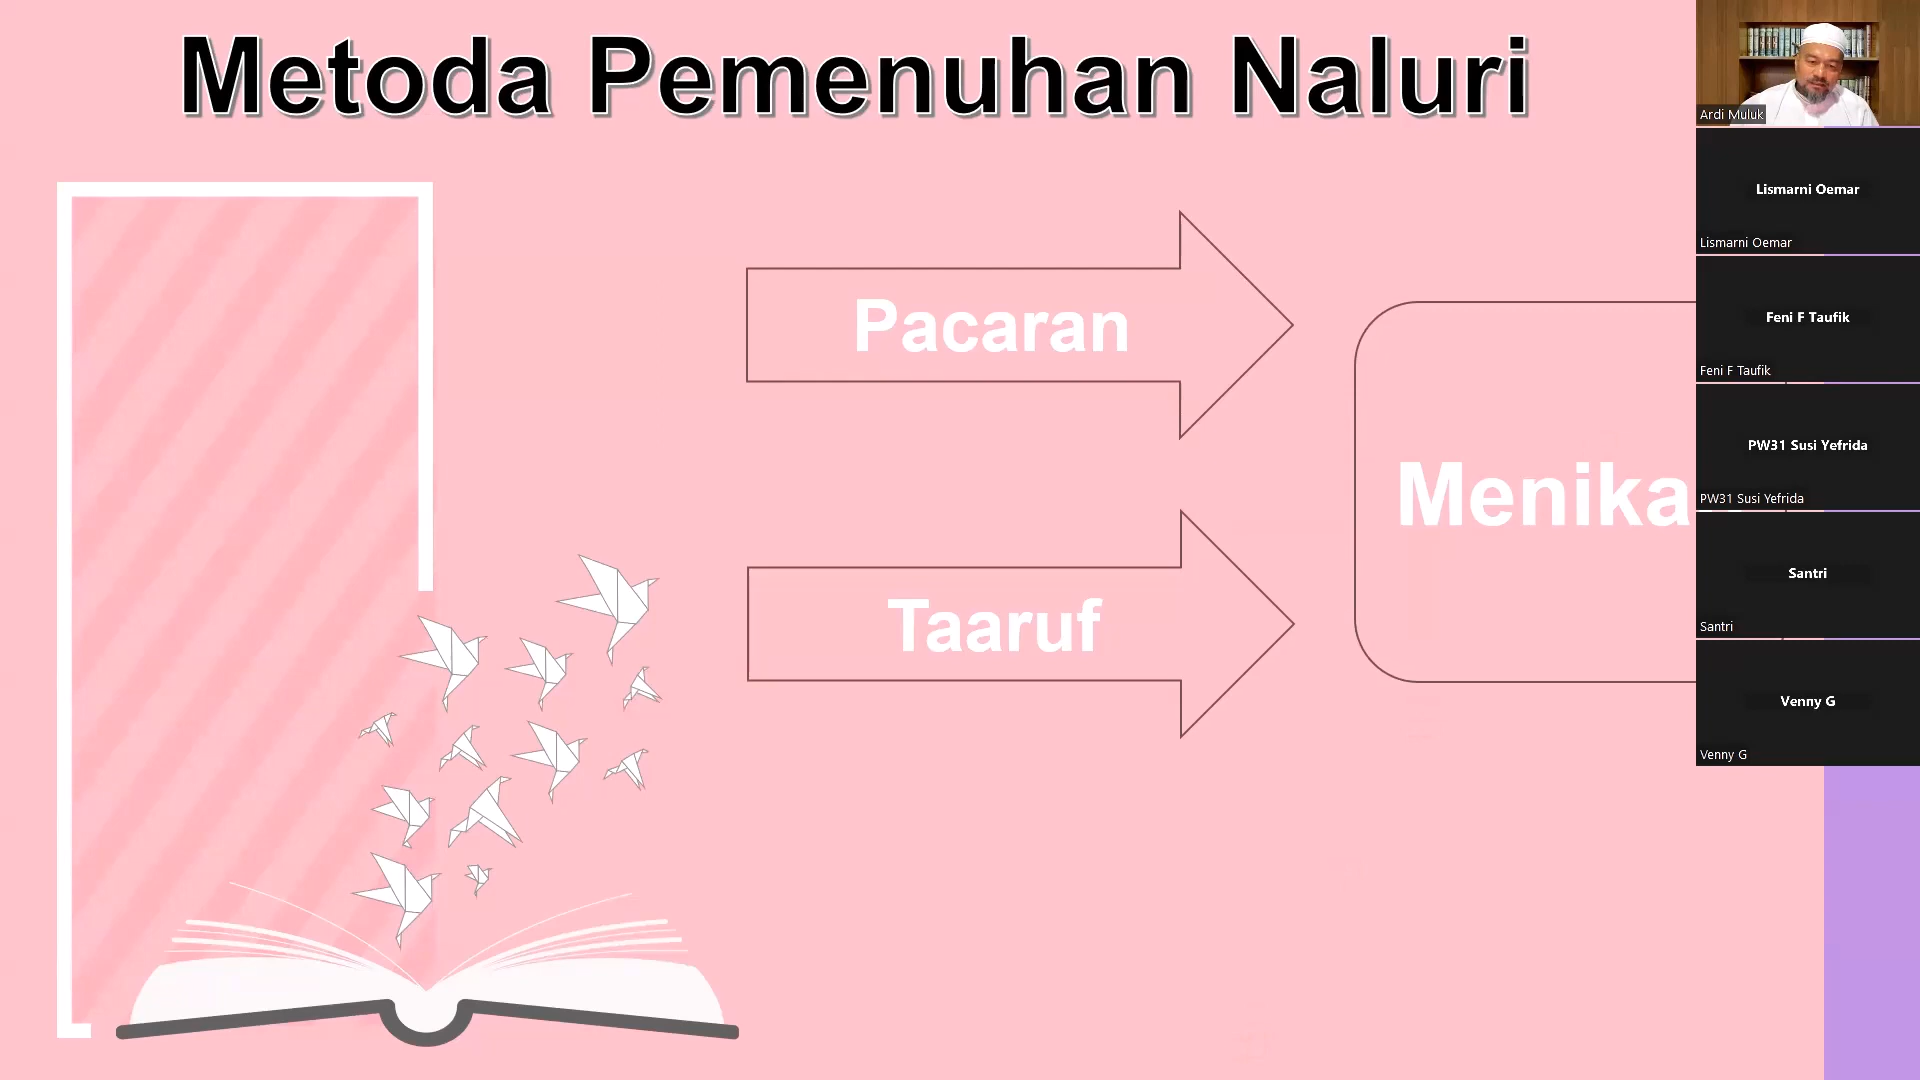 Metoda Pemenuhan Naluri
Pacaran
Menika
Taaruf
Ardi Muluk
Lismarni Oemar
Lismarni Oemar
Feni F Taufik
Feni F Taufik
PW31 Susi Yefrida
PW31 Susi Yefrida
Santri
Santri
Venny G
Venny G